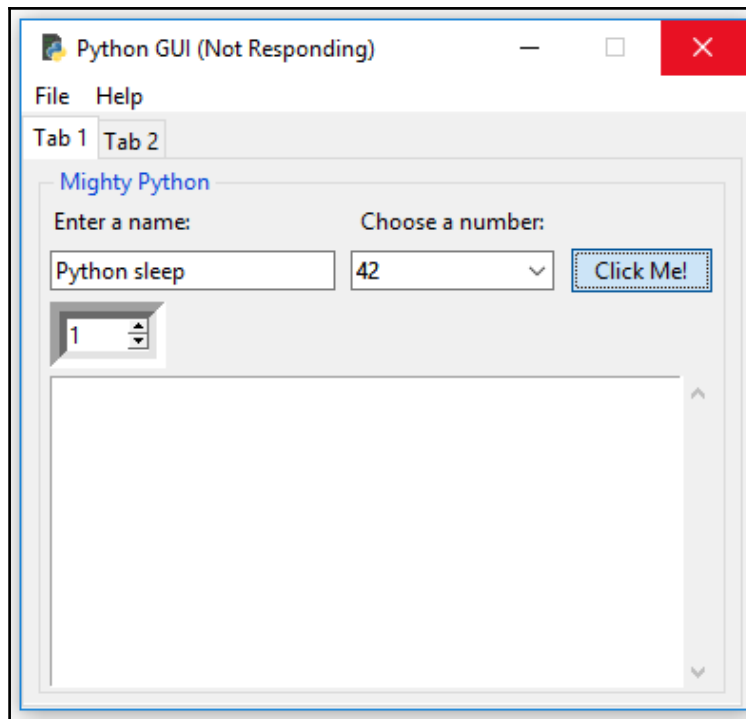 Python GUI (Not Responding)
File Help
Tab 1 Tab 2
Mighty Python
Enter a name: Choose a number:
Python sleep 42 Click Me!
1